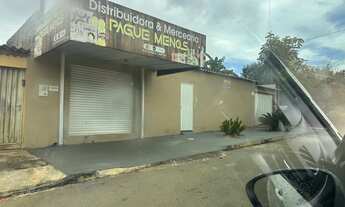 Distribuidora & Mercearia
PAGUE MENOS